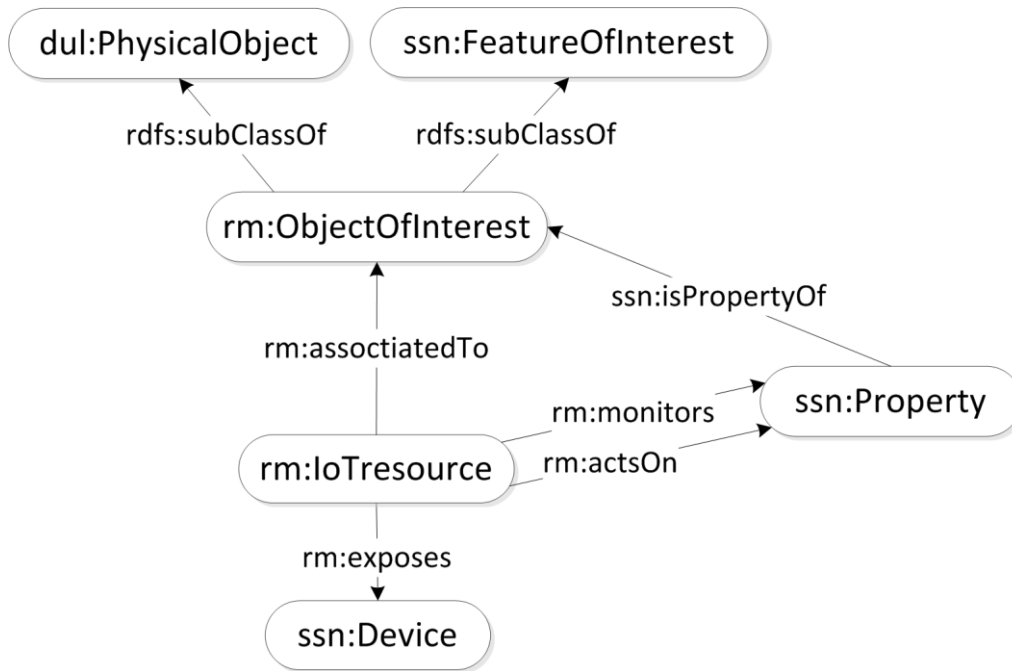 dul:PhysicalObject
ssn:FeatureOfInterest
rdfs:subClassOf
rdfs:subClassOf
rm:ObjectOfInterest
ssn:isPropertyOf
rm:assoctiatedTo
rm:monitors
ssn:Property
rm:IoTresource
rm:actsOn
rm:exposes
ssn:Device